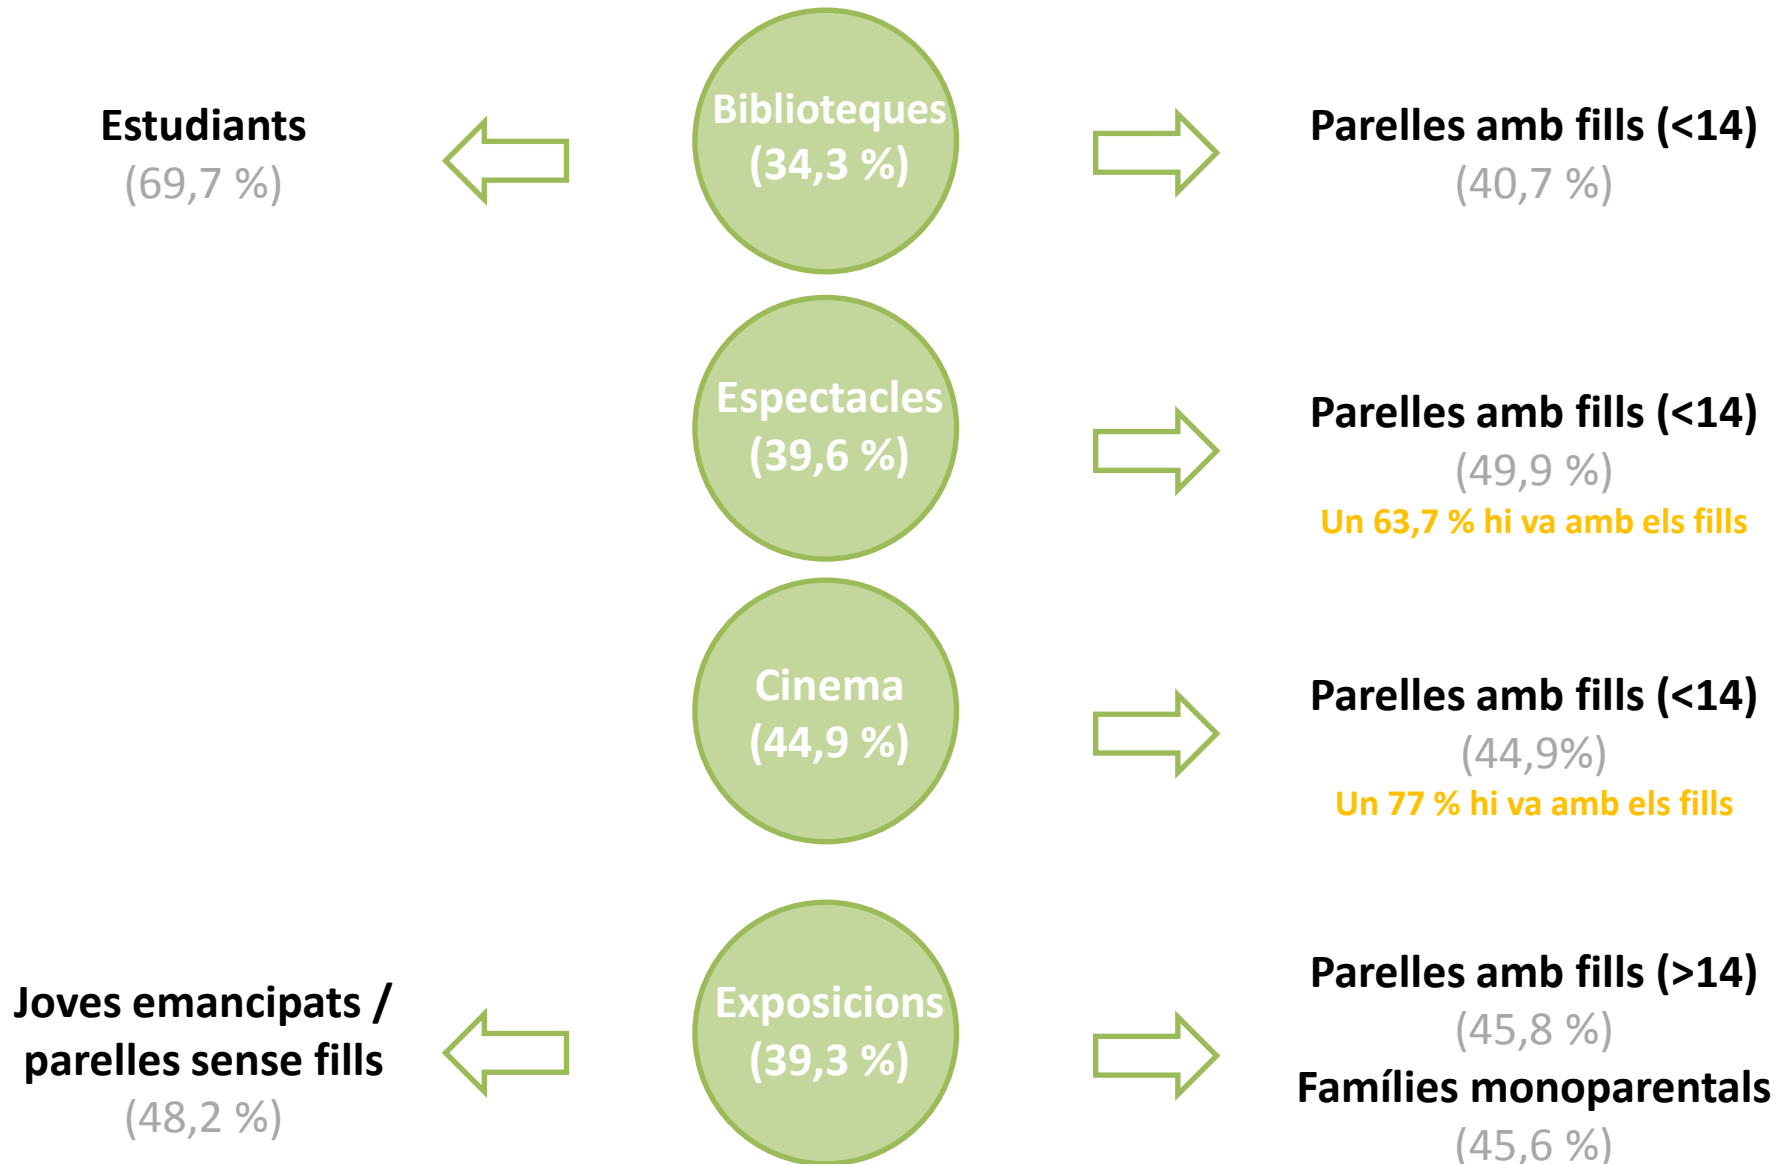 Estudiants
(69,7 %)
Biblioteques
(34,3 %)
Parelles amb fills (<14)
(40,7 %)
Espectacles
(39,6 %)
Parelles amb fills (<14)
(49,9 %)
Un 63,7 % hi va amb els fills
Cinema
(44,9 %)
Parelles amb fills (<14)
(44,9%)
Un 77 % hi va amb els fills
Joves emancipats /
parelles sense fills
(48,2 %)
Exposicions
(39,3 %)
Parelles amb fills (>14)
(45,8 %)
Famílies monoparentals
(45,6 %)